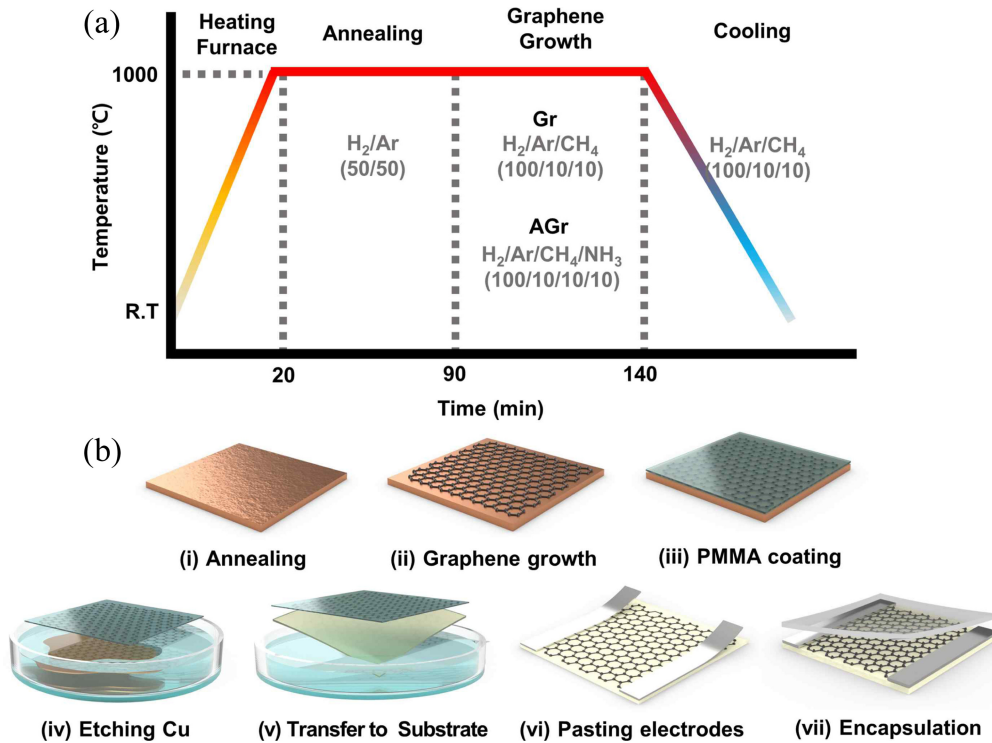 (a)
Heating
Furnace
Annealing
Graphene
Growth
Cooling
1000
Temperature (°C)
R.T
H₂/Ar
(50/50)
Gr
H₂/Ar/CH₄
(100/10/10)
AGr
H₂/Ar/CH₄/NH₃
(100/10/10/10)
H₂/Ar/CH₄
(100/10/10)
20
90
140
Time (min)
(b)
(i) Annealing
(ii) Graphene growth
(iii) PMMA coating
(iv) Etching Cu
(v) Transfer to Substrate
(vi) Pasting electrodes
(vii) Encapsulation